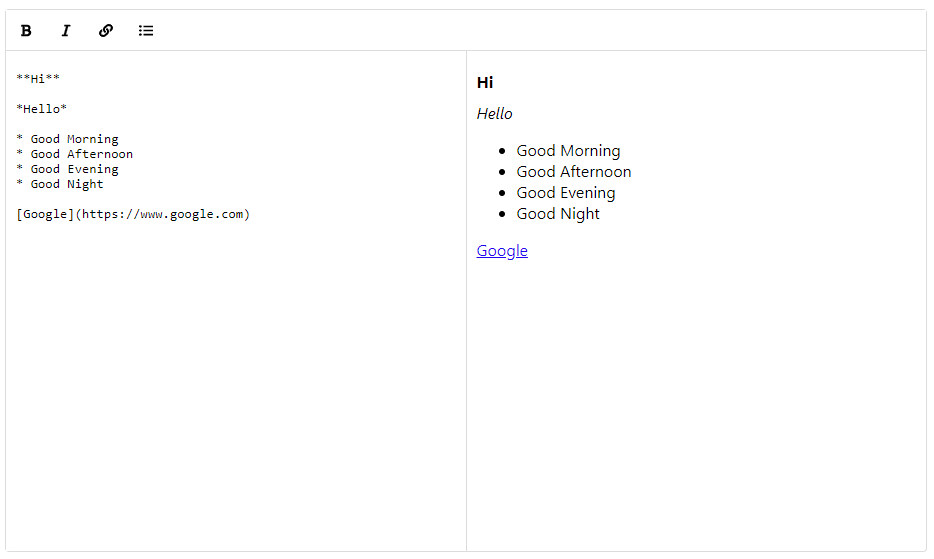 B I
**Hi**
*Hello*
* Good Morning
* Good Afternoon
* Good Evening
* Good Night
[Google](https://www.google.com)
Hi
Hello
• Good Morning
• Good Afternoon
• Good Evening
• Good Night
Google